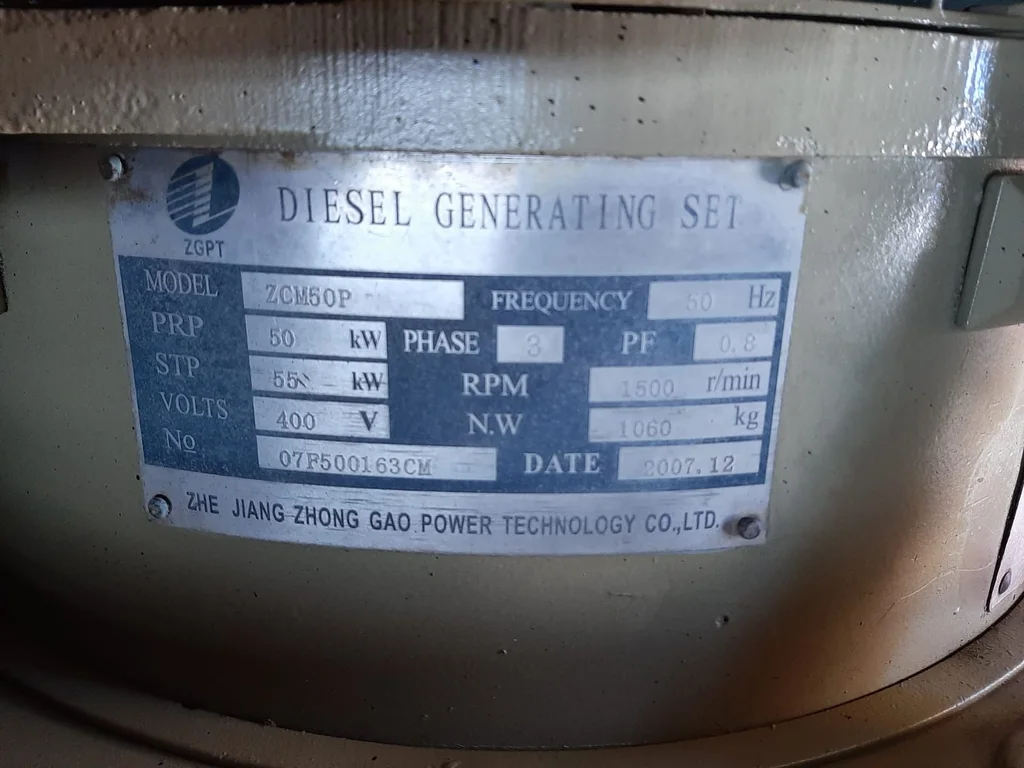 ZGPT
DIESEL GENERATING SET
MODEL ZCM50P FREQUENCY 50 Hz
PRP 50 kW PHASE 3 PF 0.8
STP 55 kW RPM 1500 r/min
VOLTS 400 V N.W 1060 kg
No 07F500163CM DATE 2007.12
ZHE JIANG ZHONG GAO POWER TECHNOLOGY CO.,LTD.